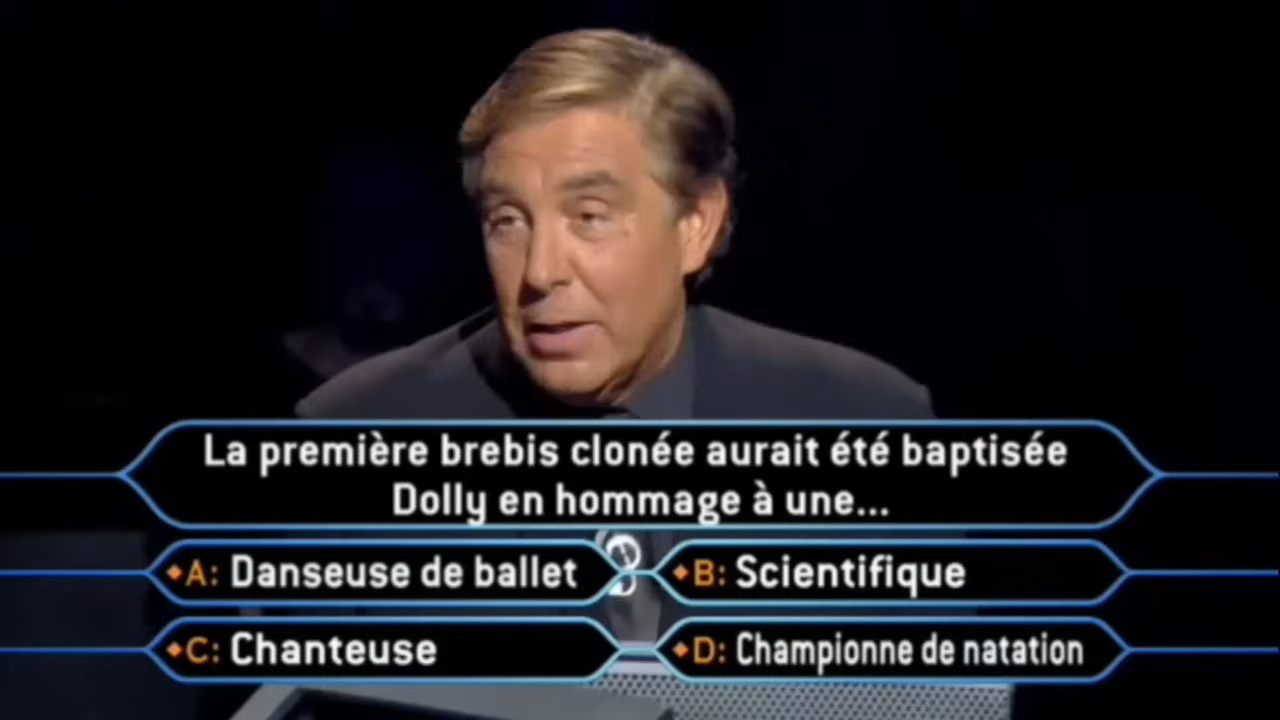 La première brebis clonée aurait été baptisée
Dolly en hommage à une...
A: Danseuse de ballet
B: Scientifique
C: Chanteuse
D: Championne de natation